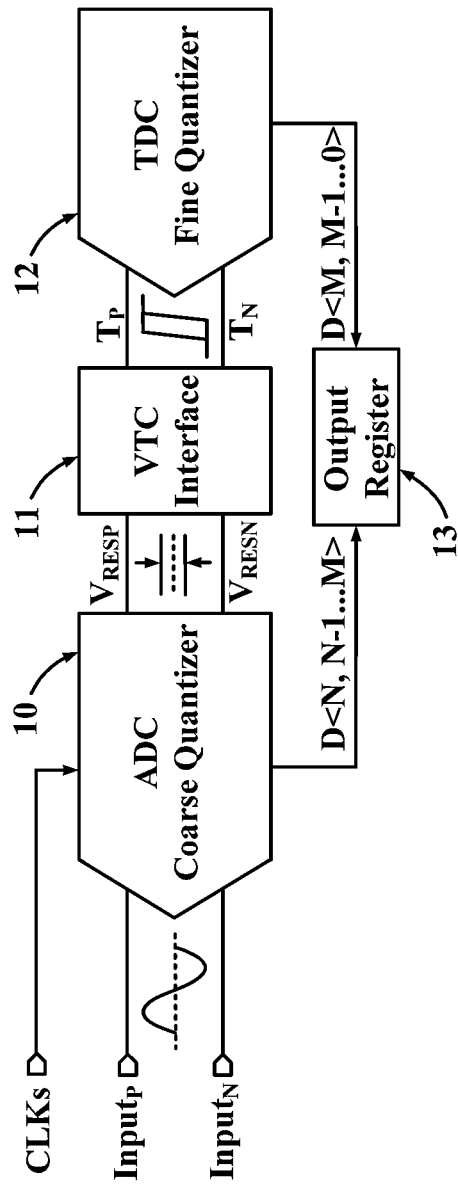 CLKs
Input_P
Input_N
10
ADC
Coarse Quantizer
V_RESP
V_RESN
11
VTC
Interface
T_P
T_N
12
TDC
Fine Quantizer
D<N, N-1...M>
Output
Register
13
D<M, M-1...0>